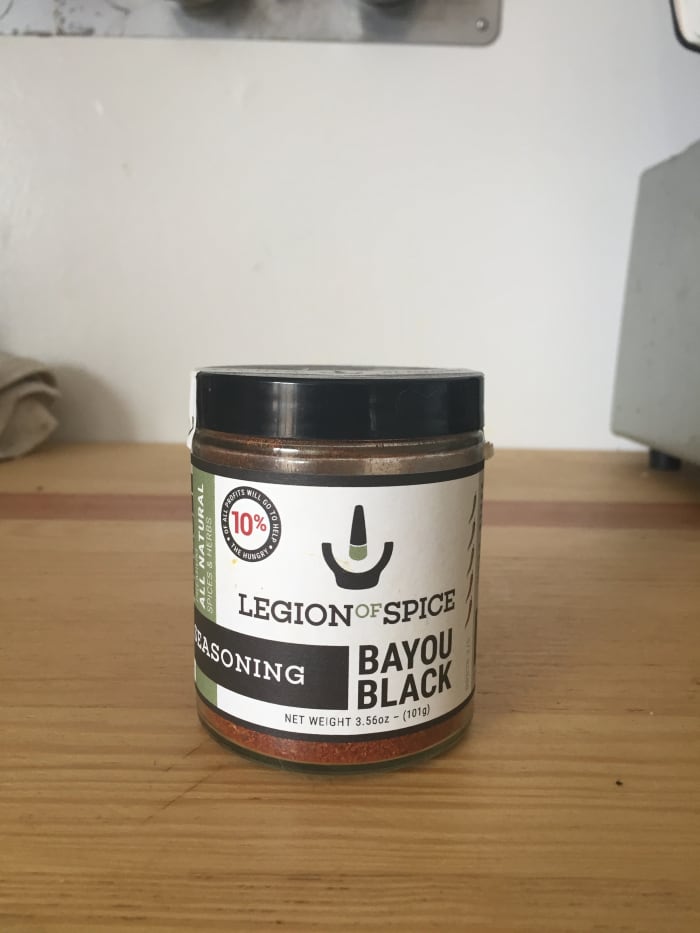 OF ALL PROFITS WILL GO TO HELP
10%
• THE HUNGRY •
ALL NATURAL
SPICES & HERBS
LEGION OF SPICE
SEASONING
BAYOU
BLACK
NET WEIGHT 3.56oz – (101g)